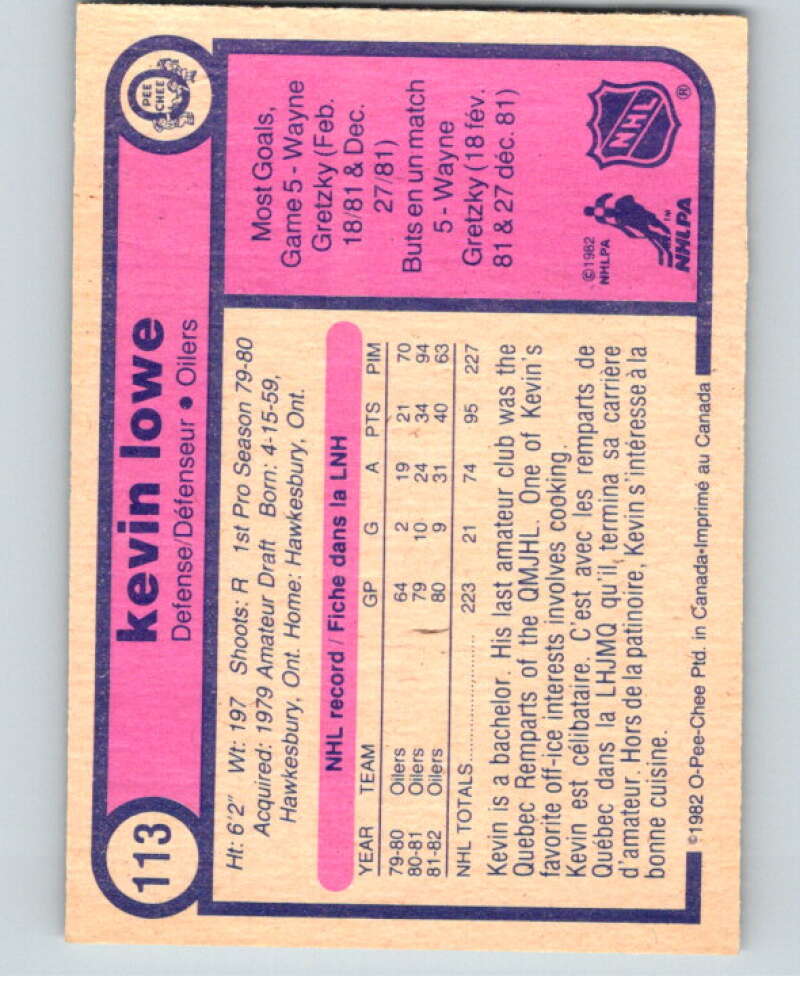 113
kevin lowe
Defense/Défenseur • Oilers
O PEE CHEE
Ht: 6'2" Wt: 197 Shoots: R 1st Pro Season 79-80
Acquired: 1979 Amateur Draft Born: 4-15-59,
Hawkesbury, Ont. Home: Hawkesbury, Ont.
NHL record / Fiche dans la LNH
YEAR TEAM GP G A PTS PIM
79-80 Oilers 64 2 19 21 70
80-81 Oilers 79 10 24 34 94
81-82 Oilers 80 9 31 40 63
NHL TOTALS.................... 223 21 74 95 227
Kevin is a bachelor. His last amateur club was the
Quebec Remparts of the QMJHL. One of Kevin's
favorite off-ice interests involves cooking.
Kevin est célibataire. C'est avec les remparts de
Québec dans la LHJMQ qu'il, termina sa carrière
d'amateur. Hors de la patinoire, Kevin s'intéresse à la
bonne cuisine.
©1982 O-Pee-Chee Ptd. in Canada•Imprimé au Canada
Most Goals,
Game 5 - Wayne
Gretzky (Feb.
18/81 & Dec.
27/81)
Buts en un match
5 - Wayne
Gretzky (18 fév.
81 & 27 déc. 81)
©1982
NHLPA
NHLPA™
NHL ®